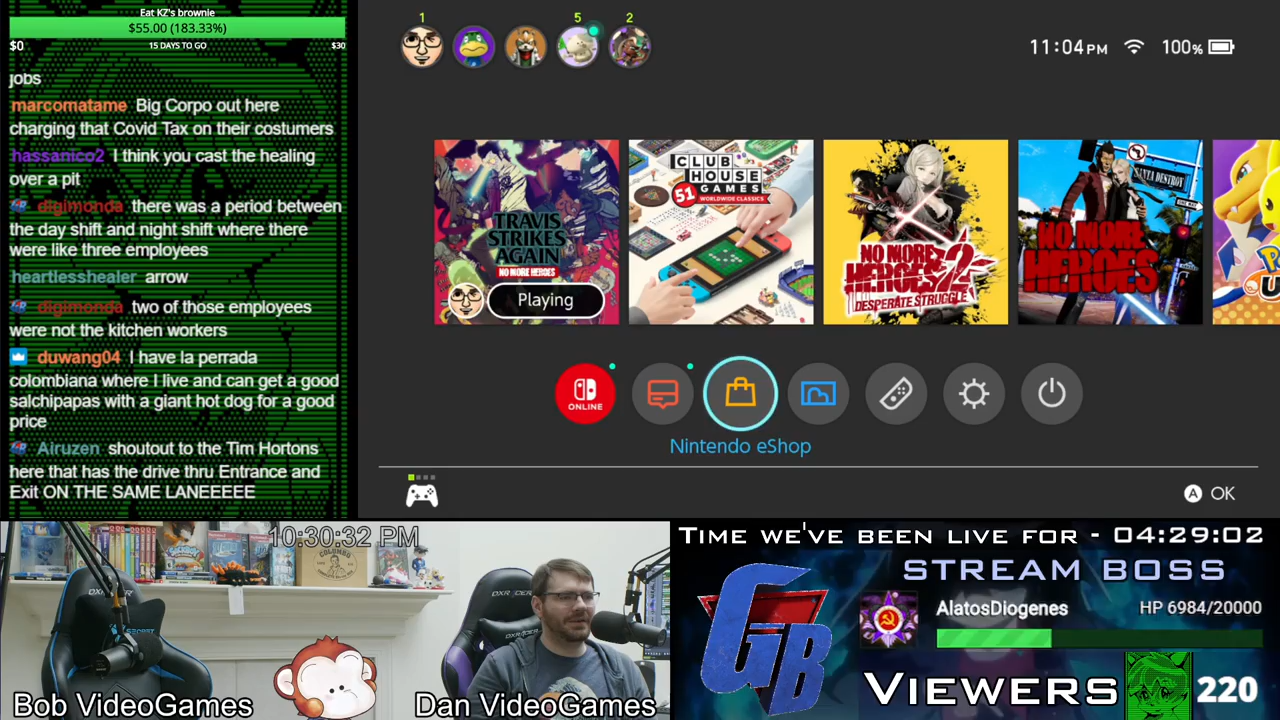 Eat KZ's brownie
$55.00 (183.33%)
$0 15 DAYS TO GO $30
jobs
marcomatame Big Corpo out here
charging that Covid Tax on their costumers
hassanico2 I think you cast the healing
over a pit
digimonda there was a period between
the day shift and night shift where there
were like three employees
heartlesshealer arrow
digimonda two of those employees
were not the kitchen workers
duwang04 I have la perrada
colombiana where I live and can get a good
salchipapas with a giant hot dog for a good
price
Airuzen shoutout to the Tim Hortons
here that has the drive thru Entrance and
Exit ON THE SAME LANEEEEE
1 5 2
11:04PM 100%
TRAVIS
STRIKES
AGAIN
NO MORE HEROES
Playing
CLUB
HOUSE
GAMES
51 WORLDWIDE CLASSICS
NO MORE
HEROES 2
DESPERATE STRUGGLE
SANTA DESTROY
NO MORE
HEROES
ONLINE
Nintendo eShop
A OK
10:30:32 PM
COLUMBO
DXRACER
DXRACER
Bob VideoGames
Dan VideoGames
TIME WE'VE BEEN LIVE FOR - 04:29:02
STREAM BOSS
AlatosDiogenes HP 6984/20000
GB
VIEWERS 220